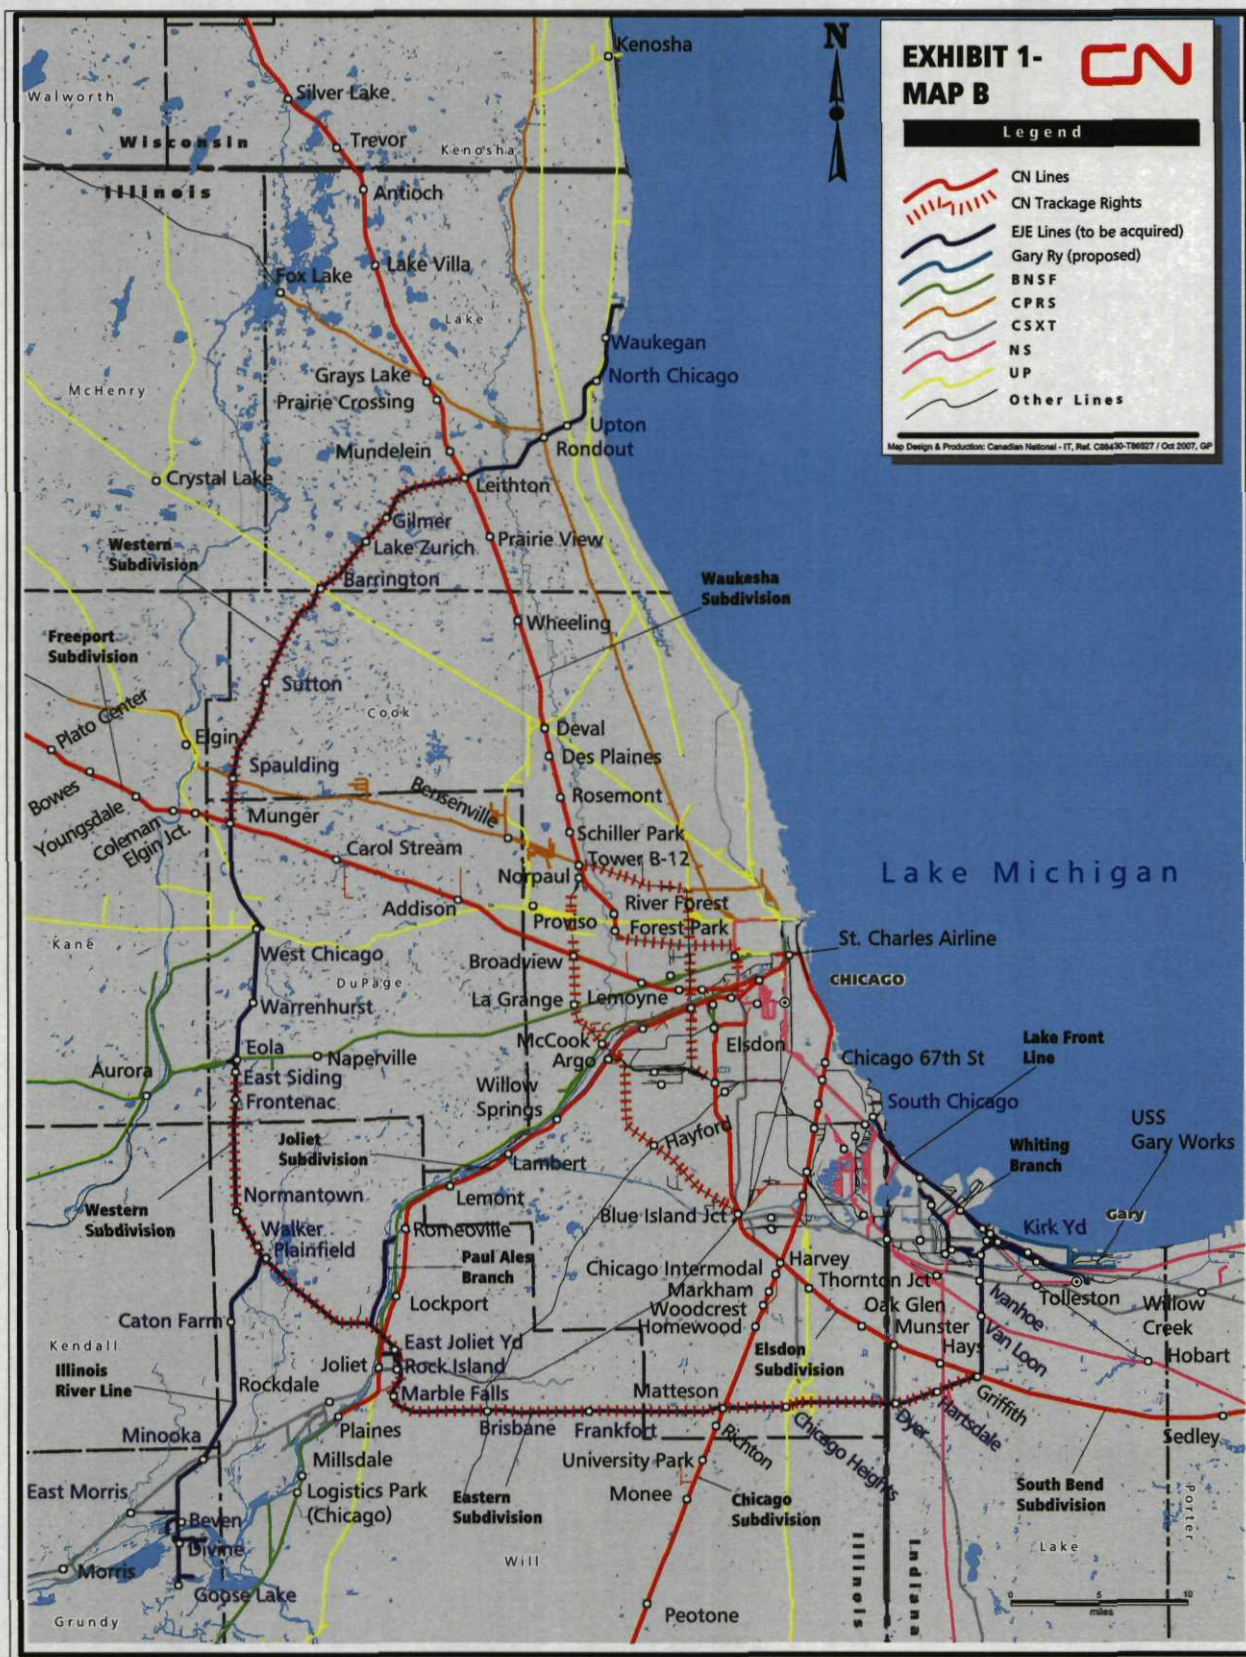 EXHIBIT 1-
MAP B
CN
Legend
CN Lines
CN Trackage Rights
EJE Lines (to be acquired)
Gary Ry (proposed)
BNSF
CPRS
CSXT
NS
UP
Other Lines
N
Kenosha
Walworth
Silver Lake
Wisconsin
Trevor
Kenosha
Illinois
Antioch
Lake Villa
Fox Lake
Lake
Waukegan
McHenry
Grays Lake
North Chicago
Prairie Crossing
Upton
Mundelein
Rondout
Crystal Lake
Leithton
Gilmer
Prairie View
Western
Subdivision
Lake Zurich
Barrington
Waukesha
Subdivision
Wheeling
Freeport
Subdivision
Sutton
Cook
Plato Center
Elgin
Deval
Des Plaines
Spaulding
Bowes
Bensenville
Rosemont
Youngsdale
Coleman
Elgin Jct.
Munger
Schiller Park
Carol Stream
Tower B-12
Norpaul
Lake Michigan
Addison
River Forest
Proviso
Forest Park
Kane
West Chicago
Broadview
St. Charles Airline
DuPage
CHICAGO
Warrenhurst
La Grange
Lemoyne
McCook
Elsdon
Lake Front
Line
Eola
Naperville
Argo
Chicago 67th St
Aurora
East Siding
Willow
Springs
Frontenac
South Chicago
USS
Gary Works
Joliet
Subdivision
Hayford
Whiting
Branch
Lambert
Western
Subdivision
Normantown
Lemont
Blue Island Jct
Gary
Walker
Romeoville
Kirk Yd
Plainfield
Paul Ales
Branch
Harvey
Chicago Intermodal
Thornton Jct
Markham
Lockport
Woodcrest
Oak Glen
Ivanhoe
Tolleston
Willow
Creek
Caton Farm
Homewood
Munster
Van Loon
Kendall
East Joliet Yd
Elsdon
Subdivision
Hays
Hobart
Illinois
River Line
Joliet
Rock Island
Rockdale
Marble Falls
Matteson
Griffith
Minooka
Plaines
Brisbane
Frankfort
Richton
Chicago Heights
Dyer
Hartsdale
Sedley
Millsdale
University Park
East Morris
Logistics Park
(Chicago)
Eastern
Subdivision
Monee
Chicago
Subdivision
South Bend
Subdivision
Porter
Beven
Divine
Will
Illinois
Indiana
Lake
Morris
Goose Lake
Grundy
Peotone
0 5 10
miles